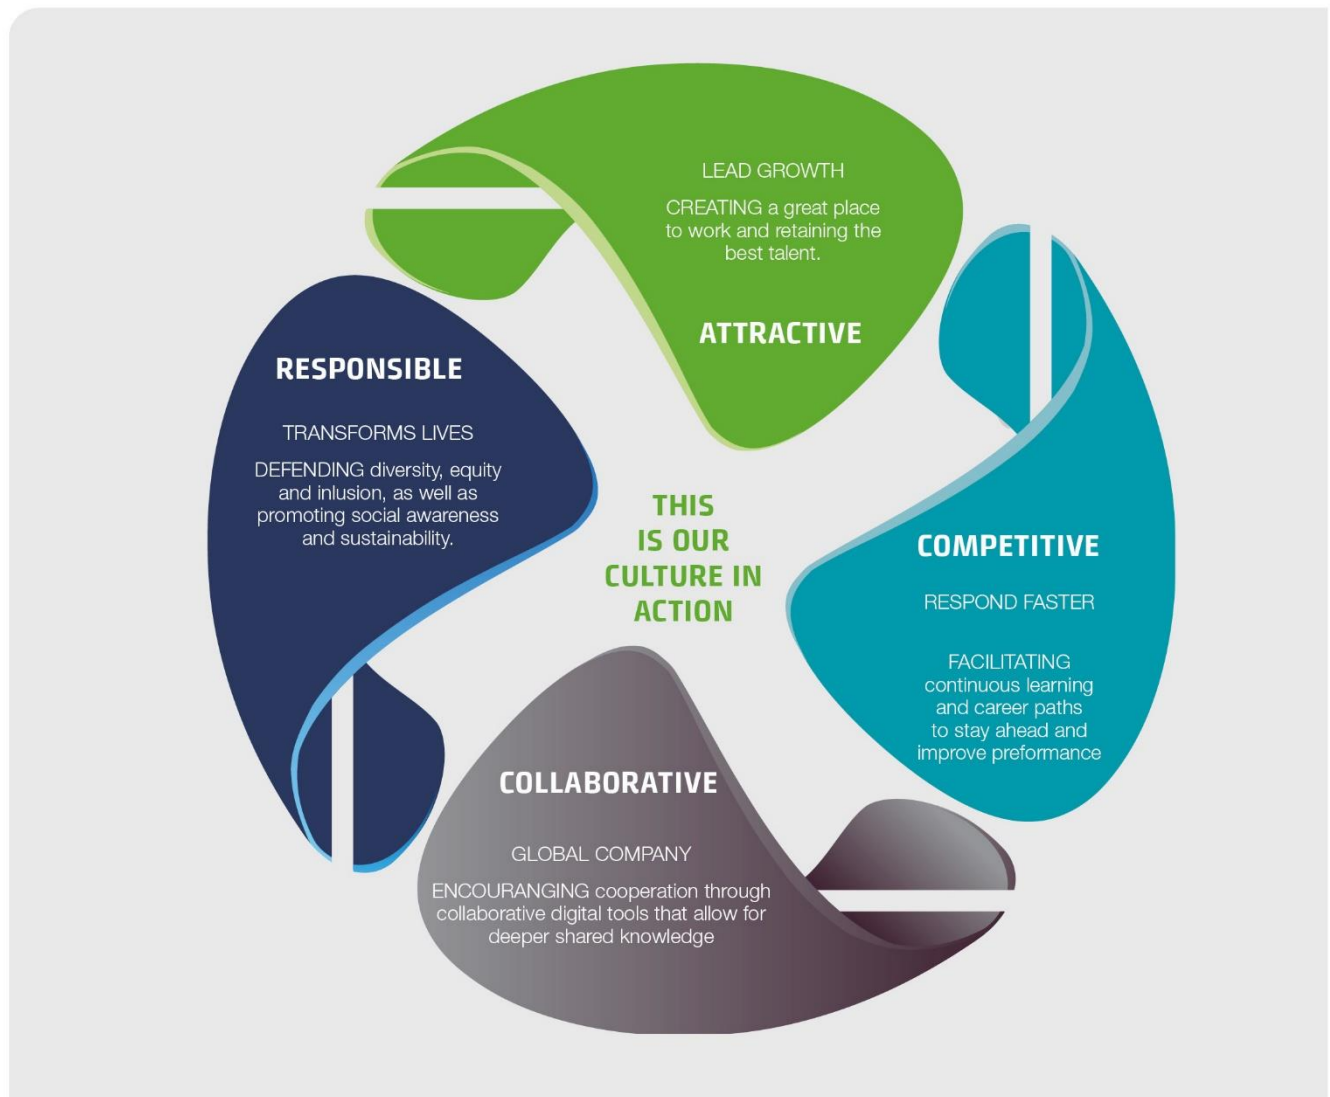 LEAD GROWTH
CREATING a great place
to work and retaining the
best talent.
ATTRACTIVE
RESPONSIBLE
TRANSFORMS LIVES
DEFENDING diversity, equity
and inlusion, as well as
promoting social awareness
and sustainability.
THIS
IS OUR
CULTURE IN
ACTION
COMPETITIVE
RESPOND FASTER
FACILITATING
continuous learning
and career paths
to stay ahead and
improve preformance
COLLABORATIVE
GLOBAL COMPANY
ENCOURANGING cooperation through
collaborative digital tools that allow for
deeper shared knowledge